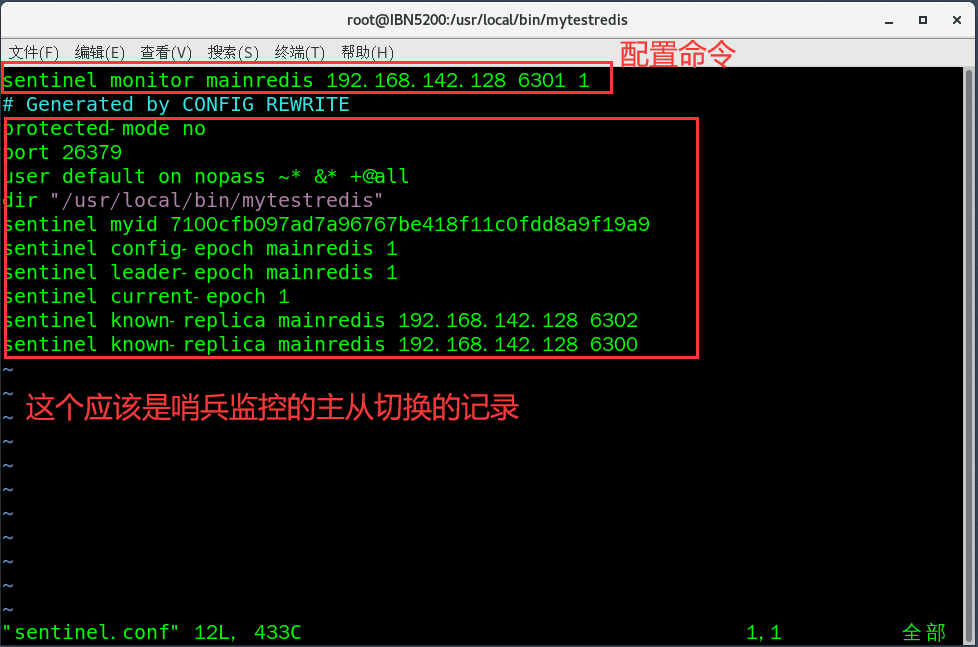 root@IBN5200:/usr/local/bin/mytestredis
文件(F) 编辑(E) 查看(V) 搜索(S) 终端(T) 帮助(H)
配置命令
sentinel monitor mainredis 192.168.142.128 6301 1
# Generated by CONFIG REWRITE
protected-mode no
port 26379
user default on nopass ~* &* +@all
dir "/usr/local/bin/mytestredis"
sentinel myid 7100cfb097ad7a96767be418f11c0fdd8a9f19a9
sentinel config-epoch mainredis 1
sentinel leader-epoch mainredis 1
sentinel current-epoch 1
sentinel known-replica mainredis 192.168.142.128 6302
sentinel known-replica mainredis 192.168.142.128 6300
~
~
~
这个应该是哨兵监控的主从切换的记录
~
~
~
~
~
~
~
~
"sentinel.conf" 12L, 433C 1,1 全部